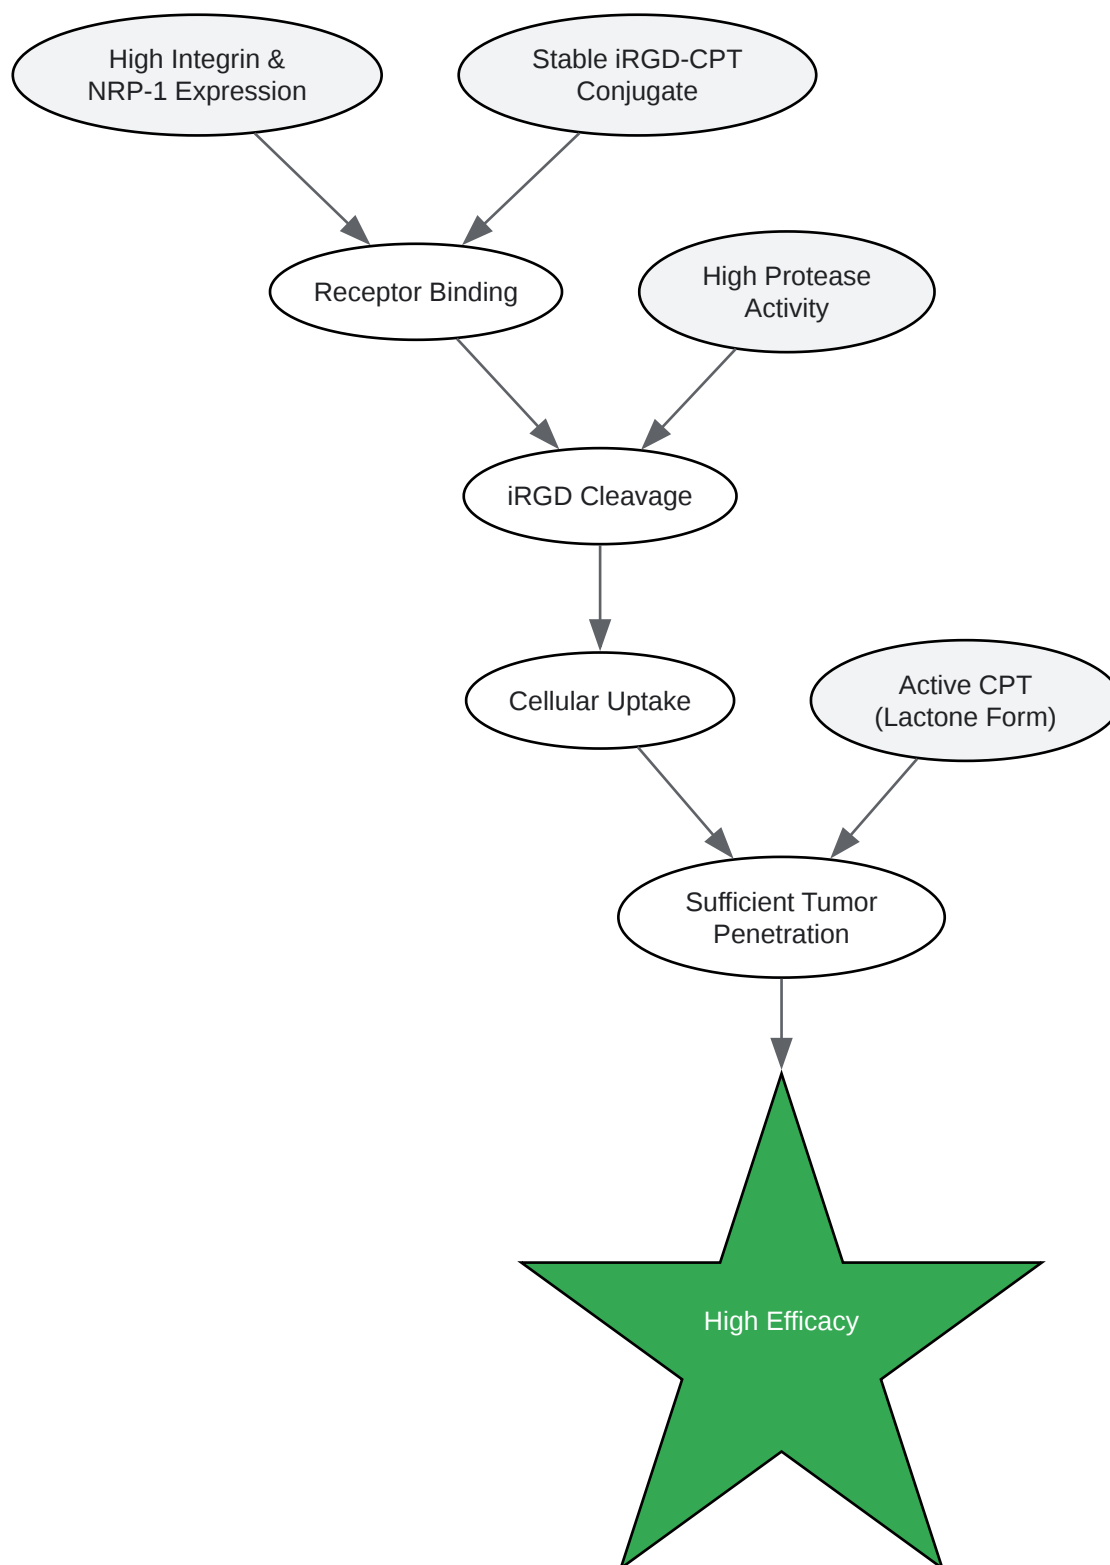 High Integrin &
NRP-1 Expression
Stable iRGD-CPT
Conjugate
Receptor Binding
High Protease
Activity
iRGD Cleavage
Cellular Uptake
Active CPT
(Lactone Form)
Sufficient Tumor
Penetration
High Efficacy